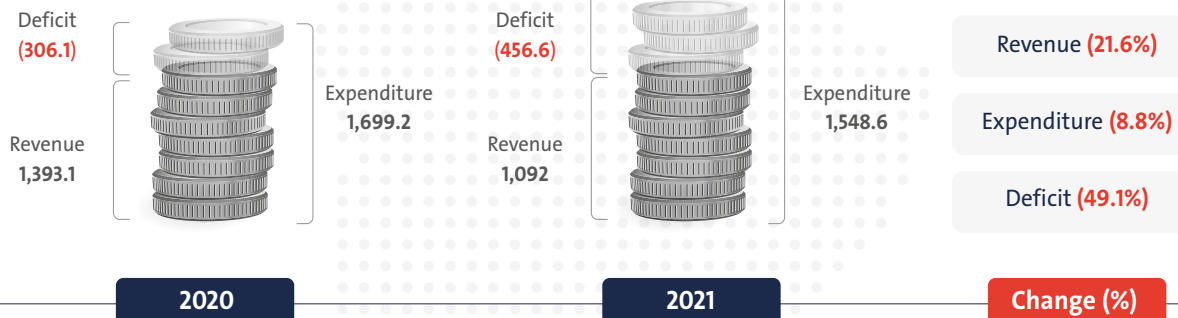 Deficit
(306.1)
Expenditure
1,699.2
Revenue
1,393.1
2020
Deficit
(456.6)
Expenditure
1,548.6
Revenue
1,092
2021
Revenue (21.6%)
Expenditure (8.8%)
Deficit (49.1%)
Change (%)